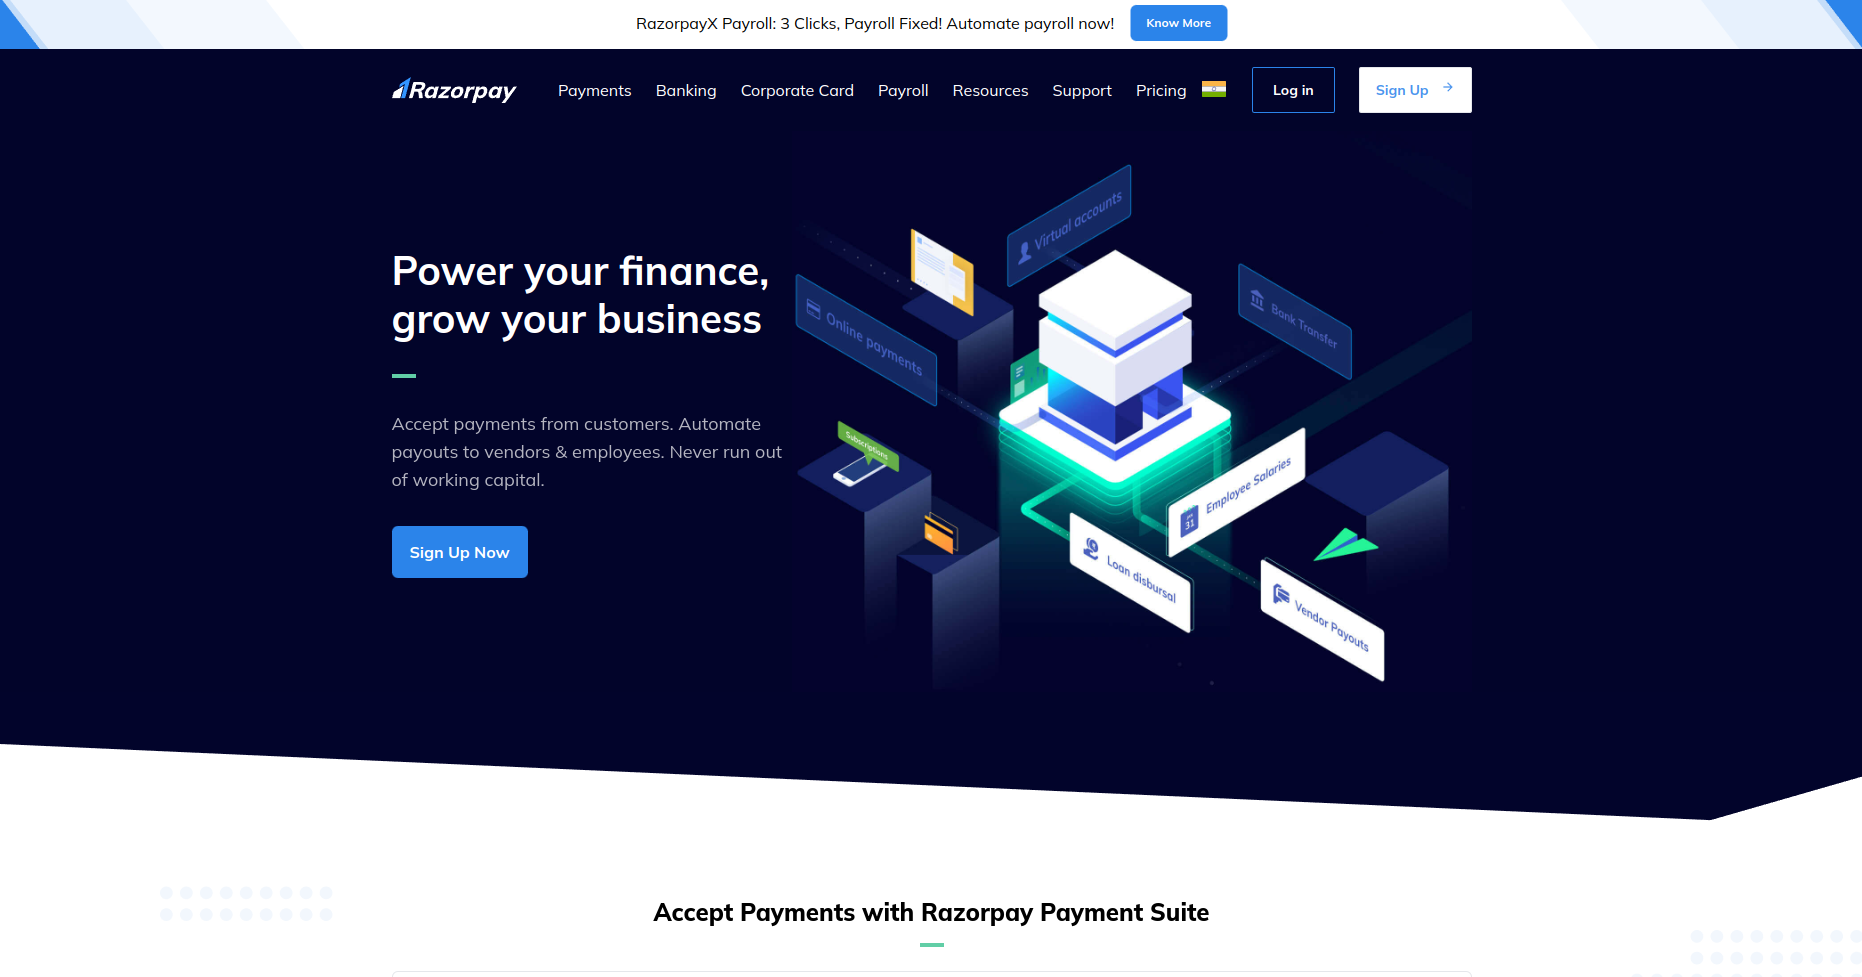 RazorpayX Payroll: 3 Clicks, Payroll Fixed! Automate payroll now!
Know More
Razorpay
Payments
Banking
Corporate Card
Payroll
Resources
Support
Pricing
Log in
Sign Up
Power your finance,
grow your business
Accept payments from customers. Automate
payouts to vendors & employees. Never run out
of working capital.
Sign Up Now
Virtual accounts
Online payments
Bank Transfer
Subscriptions
Employee Salaries
31
Loan disbursal
Vendor Payouts
Accept Payments with Razorpay Payment Suite